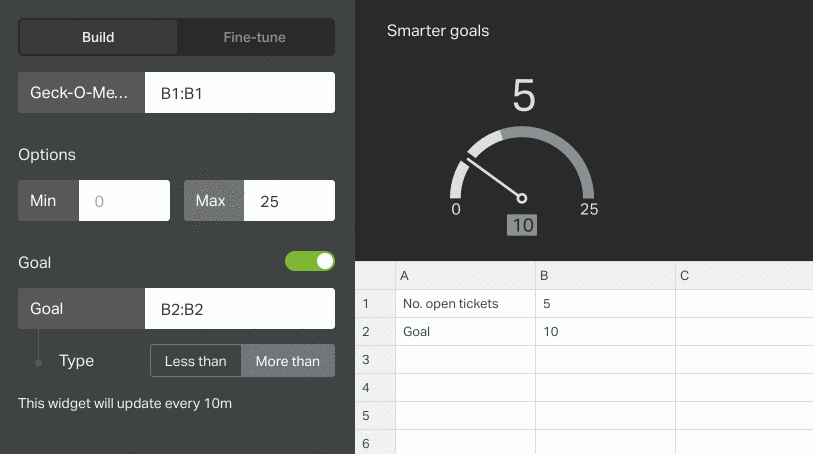 Build
Fine-tune
Geck-O-Me... B1:B1
Options
Min 0
Max 25
Goal
Goal B2:B2
Type Less than More than
This widget will update every 10m
Smarter goals
5
0 25
10
A B C
1 No. open tickets 5
2 Goal 10
3
4
5
6